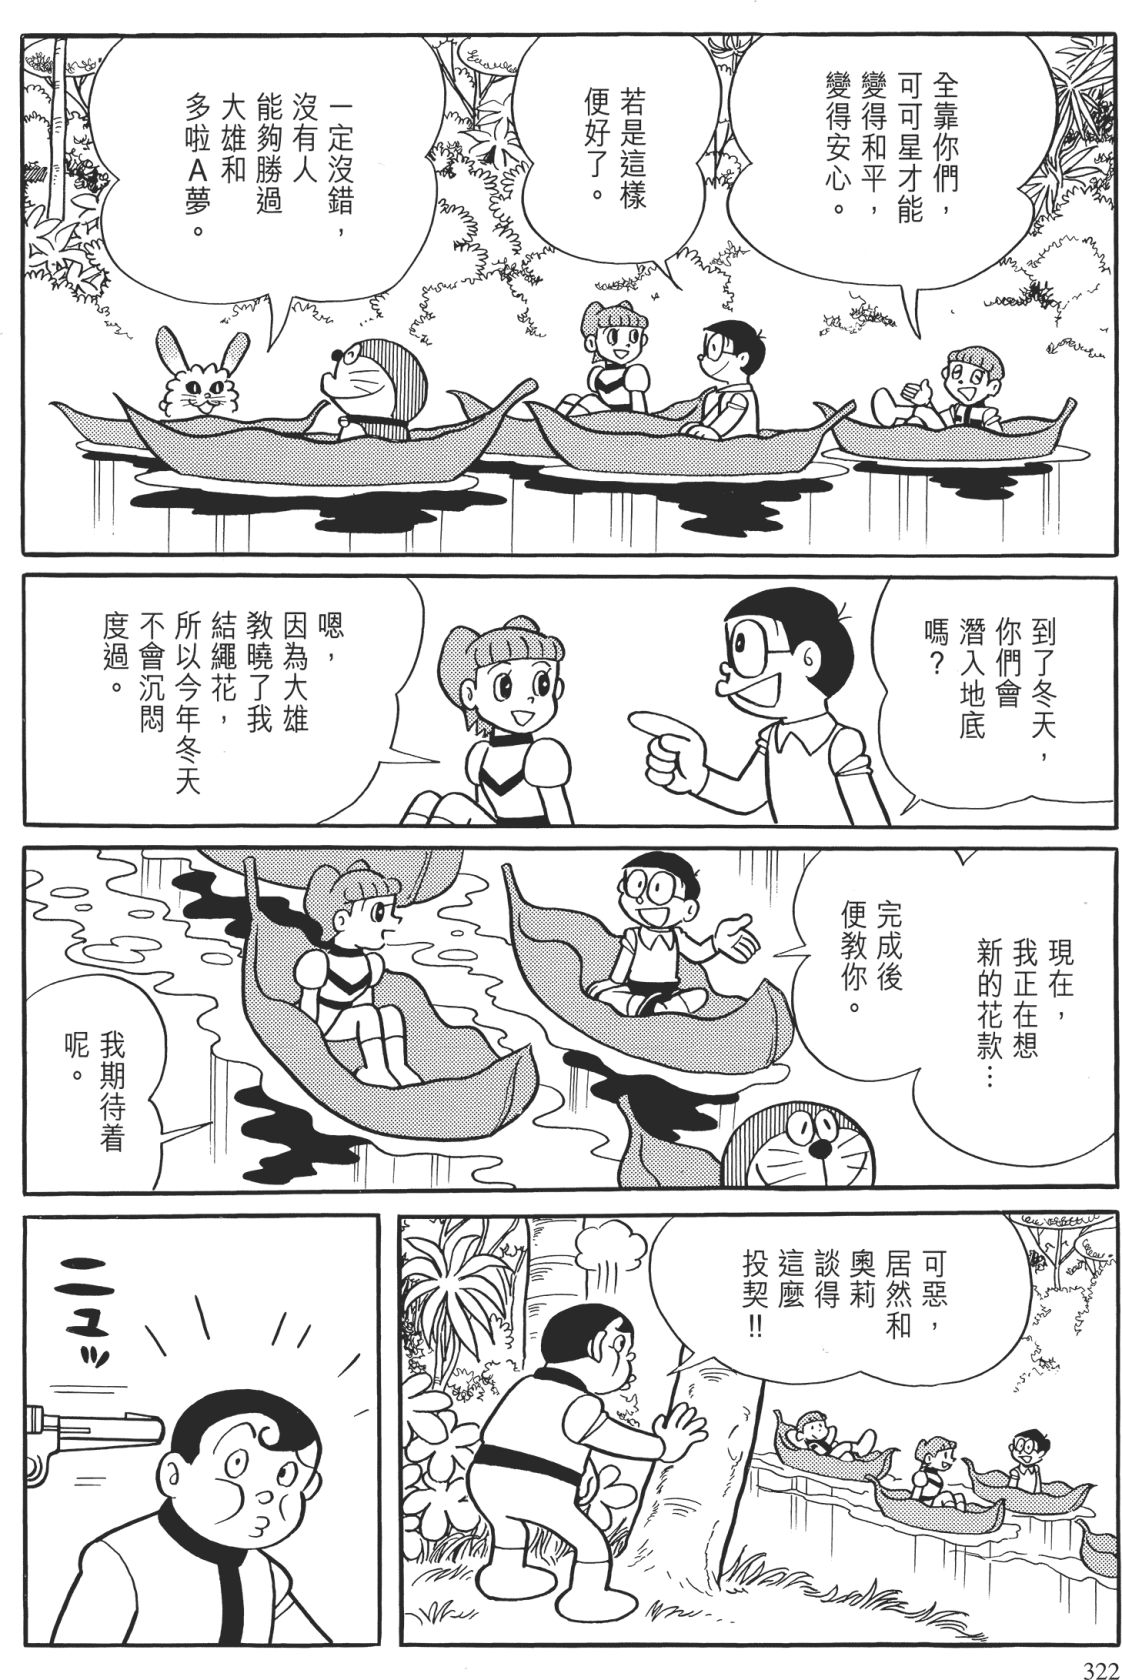 全靠你們，
可可星才能
變得和平，
變得安心。
若是這樣
便好了。
一定沒錯，
沒有人
能夠勝過
大雄和
多啦A夢。
到了冬天，
你們會
潛入地底
嗎？
嗯，
因為大雄
教曉了我
結繩花，
所以今年冬天
不會沉悶
度過。
現在，
我正在想
新的花款…
完成後
便教你。
我期待着
呢。
可惡，
居然和
奧莉
談得
這麼
投契!!
ニュッ
322